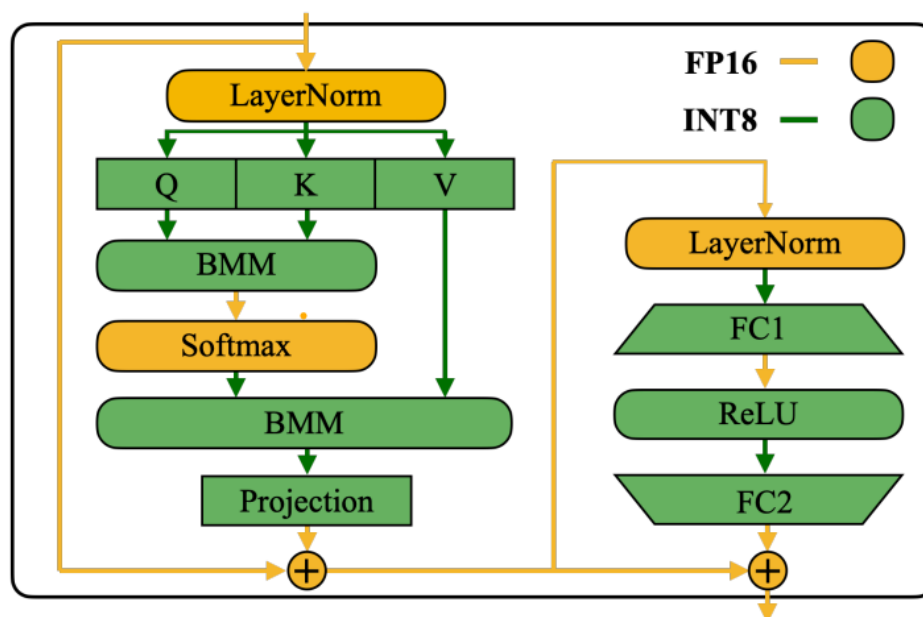 FP16
INT8
LayerNorm
Q K V
BMM
Softmax
BMM
Projection
+
LayerNorm
FC1
ReLU
FC2
+